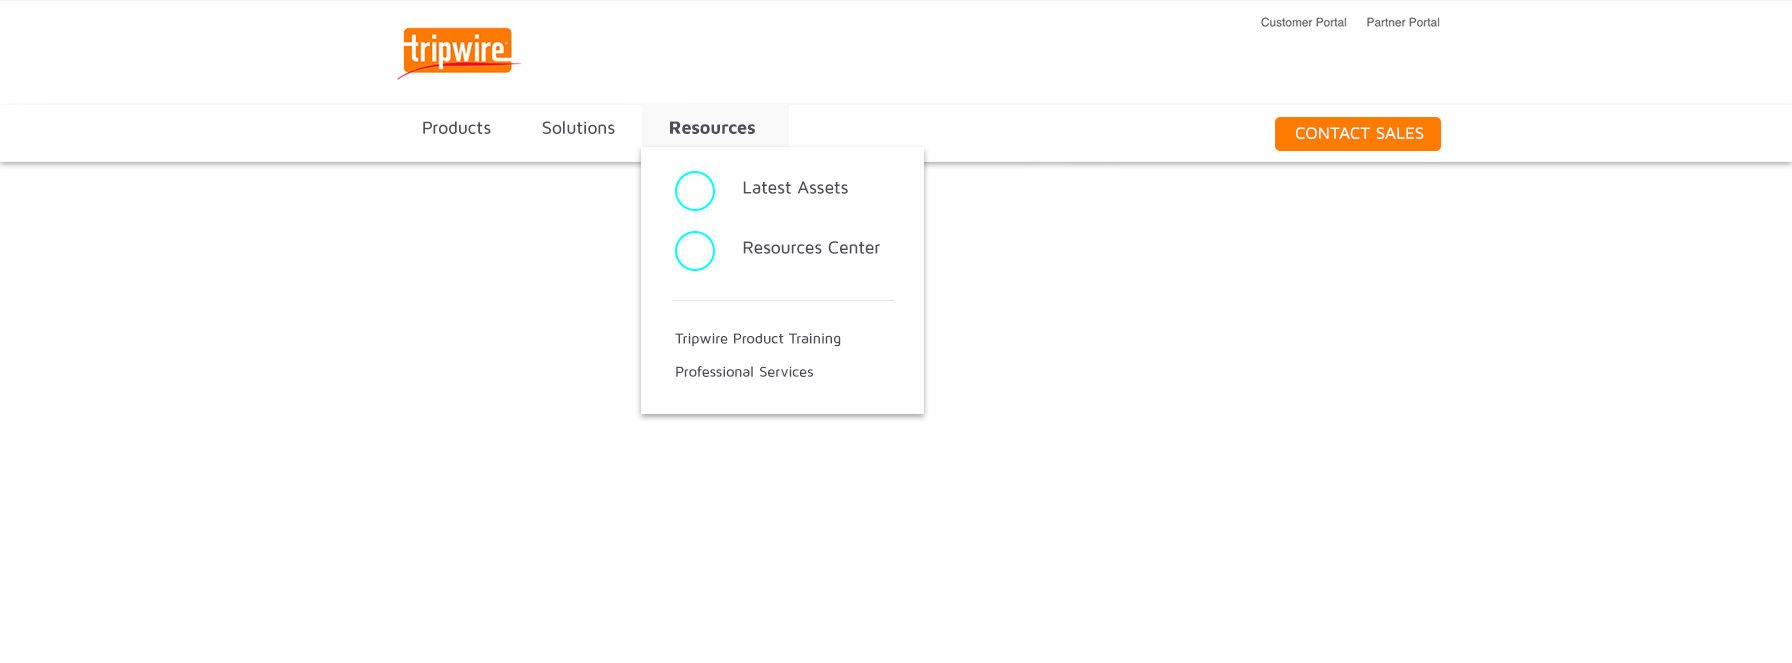 Customer Portal Partner Portal
tripwire
Products Solutions Resources CONTACT SALES
Latest Assets
Resources Center
Tripwire Product Training
Professional Services